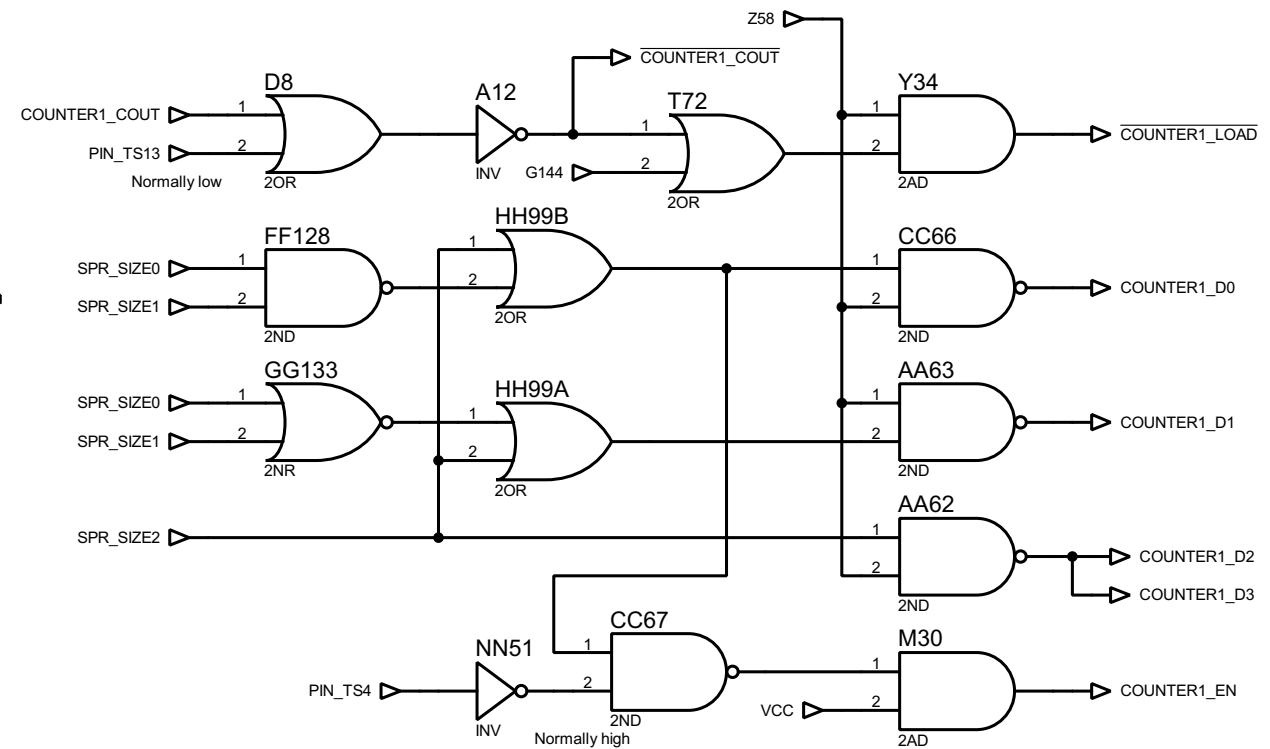 Z58
COUNTER1_COUT
D8
A12
T72
Y34
COUNTER1_COUT
1
1
1
COUNTER1_LOAD
PIN_TS13
2
2
G144
2
Normally low
2OR
INV
2OR
2AD
FF128
HH99B
CC66
SPR_SIZE0
1
1
1
COUNTER1_D0
SPR_SIZE1
2
2
2
2ND
2OR
2ND
GG133
HH99A
AA63
SPR_SIZE0
1
1
1
COUNTER1_D1
SPR_SIZE1
2
2
2
2NR
2OR
2ND
AA62
SPR_SIZE2
1
COUNTER1_D2
2
COUNTER1_D3
2ND
NN51
CC67
M30
1
1
PIN_TS4
2
COUNTER1_EN
VCC
2
INV
2ND
Normally high
2AD